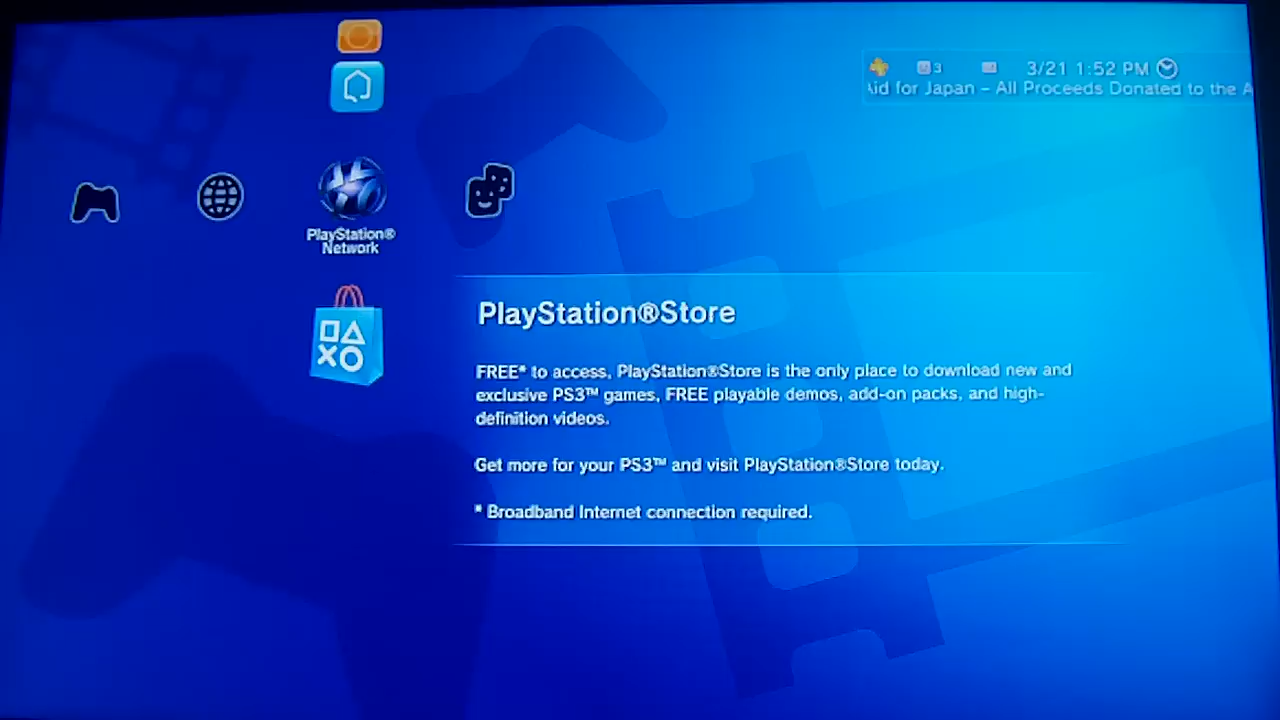 3 3/21 1:52 PM
Aid for Japan – All Proceeds Donated to the A
PlayStation®
Network
PlayStation®Store
FREE* to access, PlayStation®Store is the only place to download new and
exclusive PS3™ games, FREE playable demos, add-on packs, and high-
definition videos.
Get more for your PS3™ and visit PlayStation®Store today.
* Broadband Internet connection required.